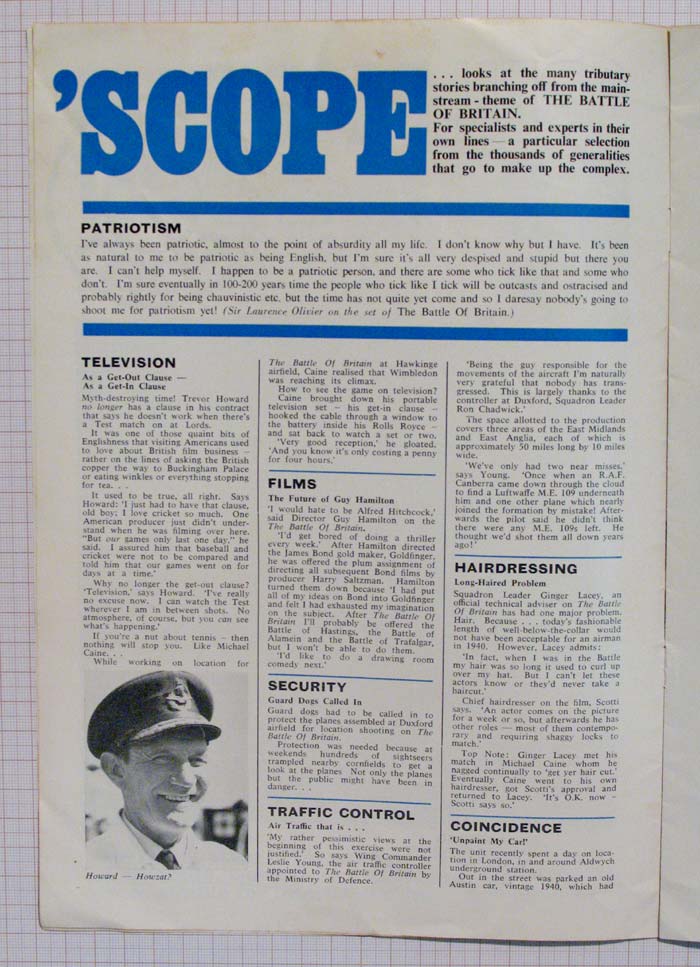 'SCOPE
. . . looks at the many tributary
stories branching off from the main-
stream - theme of THE BATTLE
OF BRITAIN.
For specialists and experts in their
own lines — a particular selection
from the thousands of generalities
that go to make up the complex.
PATRIOTISM
I've always been patriotic, almost to the point of absurdity all my life. I don't know why but I have. It's been
as natural to me to be patriotic as being English, but I'm sure it's all very despised and stupid but there you
are. I can't help myself. I happen to be a patriotic person, and there are some who tick like that and some who
don't. I'm sure eventually in 100-200 years time the people who tick like I tick will be outcasts and ostracised and
probably rightly for being chauvinistic etc, but the time has not quite yet come and so I daresay nobody's going to
shoot me for patriotism yet! (Sir Laurence Olivier on the set of The Battle Of Britain.)
TELEVISION
As a Get-Out Clause —
As a Get-In Clause
Myth-destroying time! Trevor Howard
no longer has a clause in his contract
that says he doesn't work when there's
a Test match on at Lords.
It was one of those quaint bits of
Englishness that visiting Americans used
to love about British film business –
rather on the lines of asking the British
copper the way to Buckingham Palace
or eating winkles or everything stopping
for tea. . .
It used to be true, all right. Says
Howard: 'I just had to have that clause,
old boy; I love cricket so much. One
American producer just didn't under-
stand when he was filming over here.
"But our games only last one day," he
said. I assured him that baseball and
cricket were not to be compared and
told him that our games went on for
days at a time.'
Why no longer the get-out clause?
'Television,' says Howard. 'I've really
no excuse now. I can watch the Test
wherever I am in between shots. No
atmosphere, of course, but you can see
what's happening.'
If you're a nut about tennis – then
nothing will stop you. Like Michael
Caine. . .
While working on location for
Howard — Howzat?
The Battle Of Britain at Hawkinge
airfield, Caine realised that Wimbledon
was reaching its climax.
How to see the game on television?
Caine brought down his portable
television set – his get-in clause –
hooked the cable through a window to
the battery inside his Rolls Royce –
and sat back to watch a set or two.
'Very good reception,' he gloated.
'And you know it's only costing a penny
for four hours.'
FILMS
The Future of Guy Hamilton
'I would hate to be Alfred Hitchcock,'
said Director Guy Hamilton on the
The Battle Of Britain.
'I'd get bored of doing a thriller
every week.' After Hamilton directed
the James Bond gold maker, Goldfinger,
he was offered the plum assignment of
directing all subsequent Bond films by
producer Harry Saltzman. Hamilton
turned them down because 'I had put
all of my ideas on Bond into Goldfinger
and felt I had exhausted my imagination
on the subject. After The Battle Of
Britain I'll probably be offered the
Battle of Hastings, the Battle of
Alamein and the Battle of Trafalgar,
but I won't be able to do them.
'I'd like to do a drawing room
comedy next.'
SECURITY
Guard Dogs Called In
Guard dogs had to be called in to
protect the planes assembled at Duxford
airfield for location shooting on The
Battle Of Britain.
Protection was needed because at
weekends hundreds of sightseers
trampled nearby cornfields to get a
look at the planes Not only the planes
but the public might have been in
danger. . .
TRAFFIC CONTROL
Air Traffic that is . . .
'My rather pessimistic views at the
beginning of this exercise were not
justified.' So says Wing Commander
Leslie Young, the air traffic controller
appointed to The Battle Of Britain by
the Ministry of Defence.
'Being the guy responsible for the
movements of the aircraft I'm naturally
very grateful that nobody has trans-
gressed. This is largely thanks to the
controller at Duxford, Squadron Leader
Ron Chadwick.'
The space allotted to the production
covers three areas of the East Midlands
and East Anglia, each of which is
approximately 50 miles long by 10 miles
wide.
'We've only had two near misses.'
says Young. 'Once when an R.A.F.
Canberra came down through the cloud
to find a Luftwaffe M.E. 109 underneath
him and one other plane which nearly
joined the formation by mistake! After-
wards the pilot said he didn't think
there were any M.E. 109s left. He
thought we'd shot them all down years
ago!'
HAIRDRESSING
Long-Haired Problem
Squadron Leader Ginger Lacey, an
official technical adviser on The Battle
Of Britain has had one major problem.
Hair. Because . . . today's fashionable
length of well-below-the-collar would
not have been acceptable for an airman
in 1940. However, Lacey admits:
'In fact, when I was in the Battle
my hair was so long it used to curl up
over my hat. But I can't let these
actors know or they'd never take a
haircut.'
Chief hairdresser on the film, Scotti
says. 'An actor comes on the picture
for a week or so, but afterwards he has
other roles — most of them contempo-
rary and requiring shaggy locks to
match.'
Top Note: Ginger Lacey met his
match in Michael Caine whom he
nagged continually to 'get yer hair cut.'
Eventually Caine went to his own
hairdresser, got Scotti's approval and
returned to Lacey. 'It's O.K. now –
Scotti says so.'
COINCIDENCE
'Unpaint My Car!'
The unit recently spent a day on loca-
tion in London, in and around Aldwych
underground station.
Out in the street was parked an old
Austin car, vintage 1940, which had